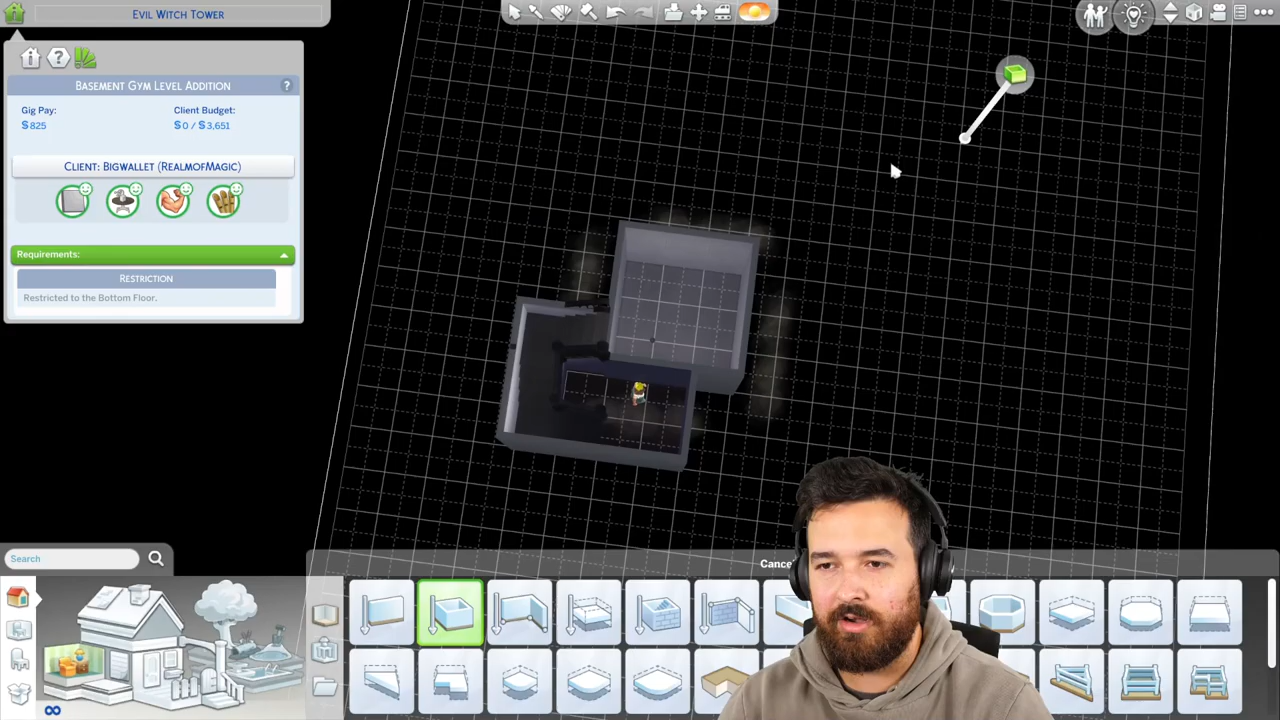 EVIL WITCH TOWER
BASEMENT GYM LEVEL ADDITION
?
Gig Pay:
Client Budget:
$825
$0 / $3,651
CLIENT: BIGWALLET (REALMOFMAGIC)
Requirements:
RESTRICTION
Restricted to the Bottom Floor.
Search